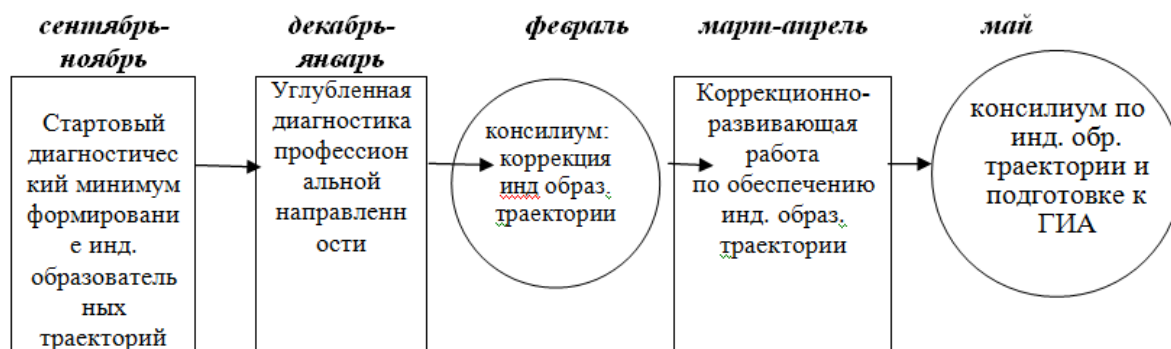 сентябрь-
ноябрь
декабрь-
январь
февраль
март-апрель
май
Стартовый
диагностичес
кий минимум
формировани
е инд.
образователь
ных
траекторий
Углубленная
диагностика
профессион
альной
направленн
ости
консилиум:
коррекция
инд образ.
траектории
Коррекционно-
развивающая
работа
по обеспечению
инд. образ.
траектории
консилиум по
инд. обр.
траектории и
подготовке к
ГИА